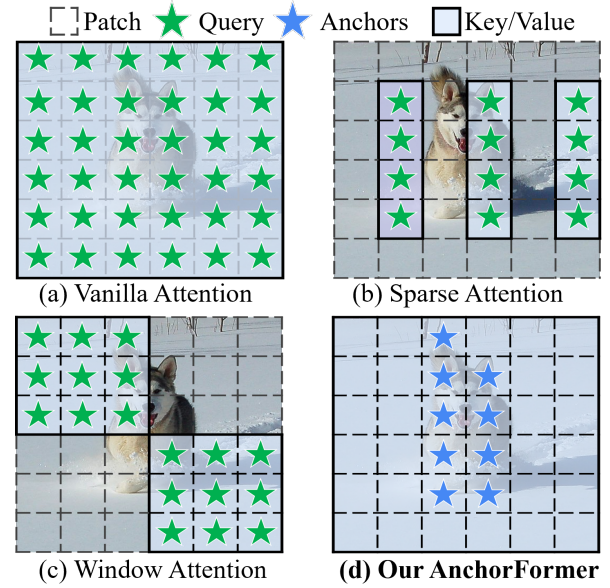 Patch Query Anchors Key/Value
(a) Vanilla Attention
(b) Sparse Attention
(c) Window Attention
(d) Our AnchorFormer